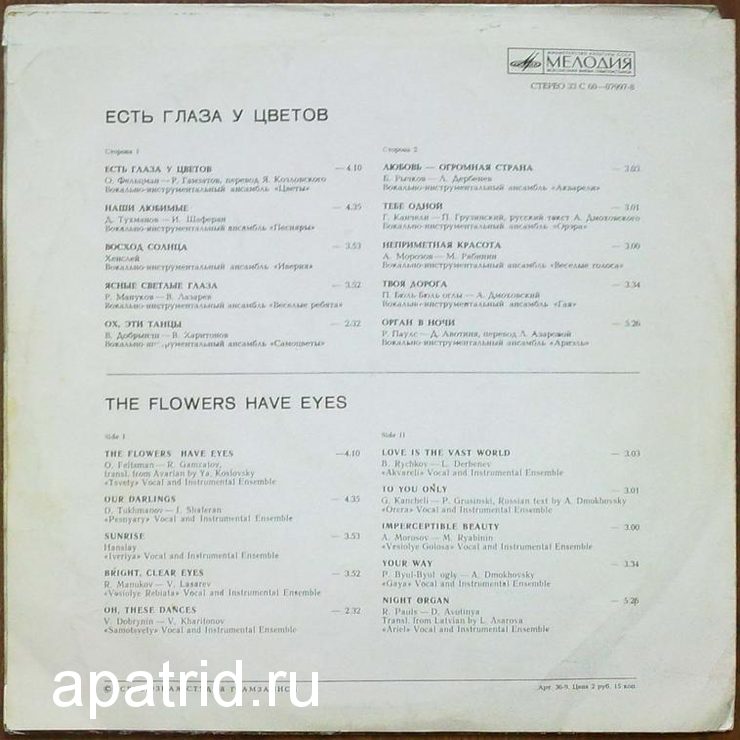 МИНИСТЕРСТВО КУЛЬТУРЫ СССР
МЕЛОДИЯ
СТЕРЕО 33 С 60—07997-8
ЕСТЬ ГЛАЗА У ЦВЕТОВ
Сторона 1
ЕСТЬ ГЛАЗА У ЦВЕТОВ —4.10
О. Фельцман — Р. Гамзатов, перевод Я. Козловского
Вокально-инструментальный ансамбль «Цветы»
НАШИ ЛЮБИМЫЕ —4.35
Д. Тухманов — И. Шаферан
Вокально-инструментальный ансамбль «Песняры»
ВОСХОД СОЛНЦА —3.53
Хенслей
Вокально-инструментальный ансамбль «Иверия»
ЯСНЫЕ СВЕТЛЫЕ ГЛАЗА —3.52
Р. Мануков — В. Лазарев
Вокально-инструментальный ансамбль «Веселые ребята»
ОХ, ЭТИ ТАНЦЫ —2.32
В. Добрынин — В. Харитонов
Вокально-инструментальный ансамбль «Самоцветы»
Сторона 2
ЛЮБОВЬ — ОГРОМНАЯ СТРАНА — 3.03
Б. Рычков — Л. Дербенев
Вокально-инструментальный ансамбль «Акварели»
ТЕБЕ ОДНОЙ — 3.01
Г. Канчели — П. Грузинский, русский текст А. Дмоховского
Вокально-инструментальный ансамбль «Орэра»
НЕПРИМЕТНАЯ КРАСОТА — 3.00
А. Морозов — М. Рябинин
Вокально-инструментальный ансамбль «Веселые голоса»
ТВОЯ ДОРОГА — 3.34
П. Бюль-Бюль оглы — А. Дмоховский
Вокально-инструментальный ансамбль «Гая»
ОРГАН В НОЧИ — 5.26
Р. Паулс — Д. Авотиня, перевод Л. Азаровой
Вокально-инструментальный ансамбль «Ариэль»
THE FLOWERS HAVE EYES
Side I
THE FLOWERS HAVE EYES —4.10
O. Feltsman — R. Gamzatov,
transl. from Avarian by Ya. Koslovsky
«Tsvety» Vocal and Instrumental Ensemble
OUR DARLINGS — 4.35
D. Tukhmanov — I. Shaferan
«Pesnyary» Vocal and Instrumental Ensemble
SUNRISE — 3.53
Hanslay
«Iveriya» Vocal and Instrumental Ensemble
BRIGHT, CLEAR EYES — 3.52
R. Manukov — V. Lasarev
«Vesiolye Rebiata» Vocal and Instrumental Ensemble
OH, THESE DANCES — 2.32
V. Dobrynin — V. Kharitonov
«Samotsvety» Vocal and Instrumental Ensemble
Side II
LOVE IS THE VAST WORLD — 3.03
B. Rychkov — L. Derbenev
«Akvareli» Vocal and Instrumental Ensemble
TO YOU ONLY — 3.01
G. Kancheli — P. Grusinski, Russian text by A. Dmokhovsky
«Orera» Vocal and Instrumental Ensemble
IMPERCEPTIBLE BEAUTY — 3.00
A. Morosov — M. Ryabinin
«Vesiolye Golosa» Vocal and Instrumental Ensemble
YOUR WAY — 3.34
P. Byul-Byul ogly — A. Dmokhovsky
«Gaya» Vocal and Instrumental Ensemble
NIGHT ORGAN — 5.26
R. Pauls — D. Avotinya
Transl. from Latvian by L. Asarova
«Ariel» Vocal and Instrumental Ensemble
Арт. 36-9. Цена 2 руб. 15 коп.
apatrid.ru